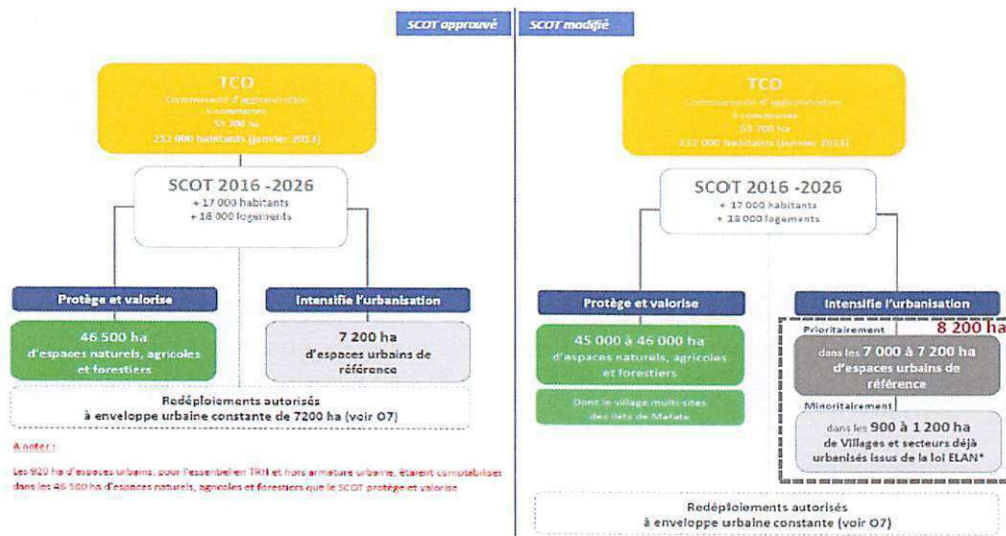 SCOT approuvé
TCO
Communauté d'agglomération
5 communes
53 700 ha
212 000 habitants (janvier 2013)
SCOT 2016 -2026
+ 17 000 habitants
+ 18 000 logements
Protège et valorise
46 500 ha
d'espaces naturels, agricoles
et forestiers
Intensifie l'urbanisation
7 200 ha
d'espaces urbains de
référence
Redéploiements autorisés
à enveloppe urbaine constante de 7200 ha (voir O7)
A noter :
Les 920 ha d'espaces urbains, pour l'essentiel en TRH et hors armature urbaine, étaient comptabilisés
dans les 46 500 ha d'espaces naturels, agricoles et forestiers que le SCOT protège et valorise
SCOT modifié
TCO
Communauté d'agglomération
5 communes
53 700 ha
212 000 habitants (janvier 2013)
SCOT 2016 -2026
+ 17 000 habitants
+ 18 000 logements
Protège et valorise
45 000 à 46 000 ha
d'espaces naturels, agricoles
et forestiers
Dont le village multi-sites
des îlets de Mafate
Intensifie l'urbanisation
Prioritairement
8 200 ha
dans les 7 000 à 7 200 ha
d'espaces urbains de
référence
Minoritairement
dans les 900 à 1 200 ha
de Villages et secteurs déjà
urbanisés issus de la loi ELAN*
Redéploiements autorisés
à enveloppe urbaine constante (voir O7)